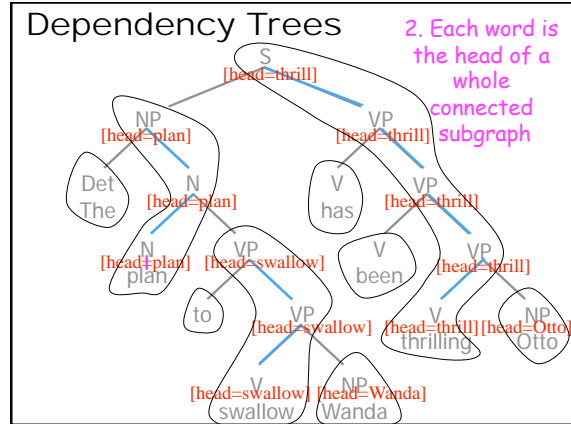 Dependency Trees
2. Each word is
the head of a
whole
connected
subgraph
S
[head=thrill]
NP
[head=plan]
VP
[head=thrill]
Det
The
N
[head=plan]
V
has
VP
[head=thrill]
N
[head=plan]
plan
VP
[head=swallow]
V
been
VP
[head=thrill]
to
VP
[head=swallow]
V
[head=thrill]
thrilling
NP
[head=Otto]
Otto
V
[head=swallow]
swallow
NP
[head=Wanda]
Wanda